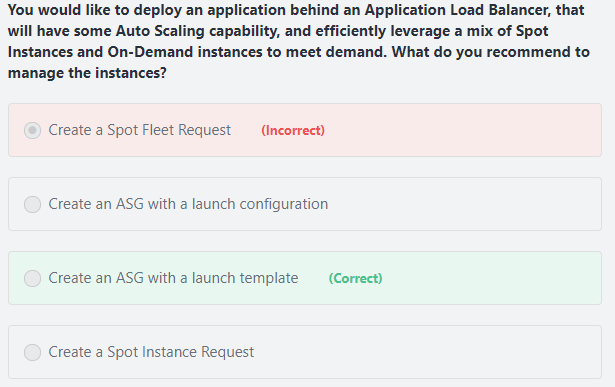 You would like to deploy an application behind an Application Load Balancer, that
will have some Auto Scaling capability, and efficiently leverage a mix of Spot
Instances and On-Demand instances to meet demand. What do you recommend to
manage the instances?
Create a Spot Fleet Request (Incorrect)
Create an ASG with a launch configuration
Create an ASG with a launch template (Correct)
Create a Spot Instance Request